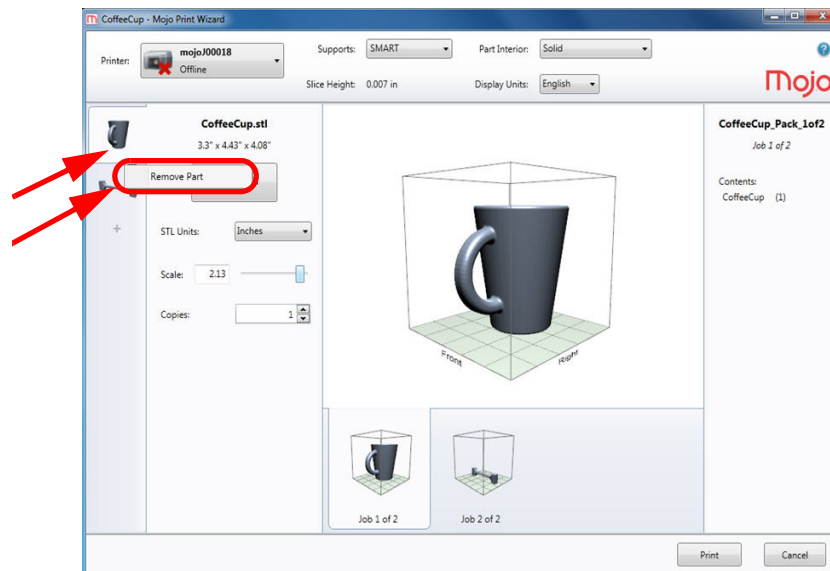 CoffeeCup - Mojo Print Wizard
Printer:
mojoJ00018
Offline
Supports:
SMART
Part Interior:
Solid
Slice Height:
0.007 in
Display Units:
English
Mojo
CoffeeCup.stl
3.3" x 4.43" x 4.08"
Remove Part
STL Units:
Inches
Scale:
2.13
Copies:
1
Front
Right
CoffeeCup_Pack_1of2
Job 1 of 2
Contents:
CoffeeCup (1)
Job 1 of 2
Job 2 of 2
Print
Cancel